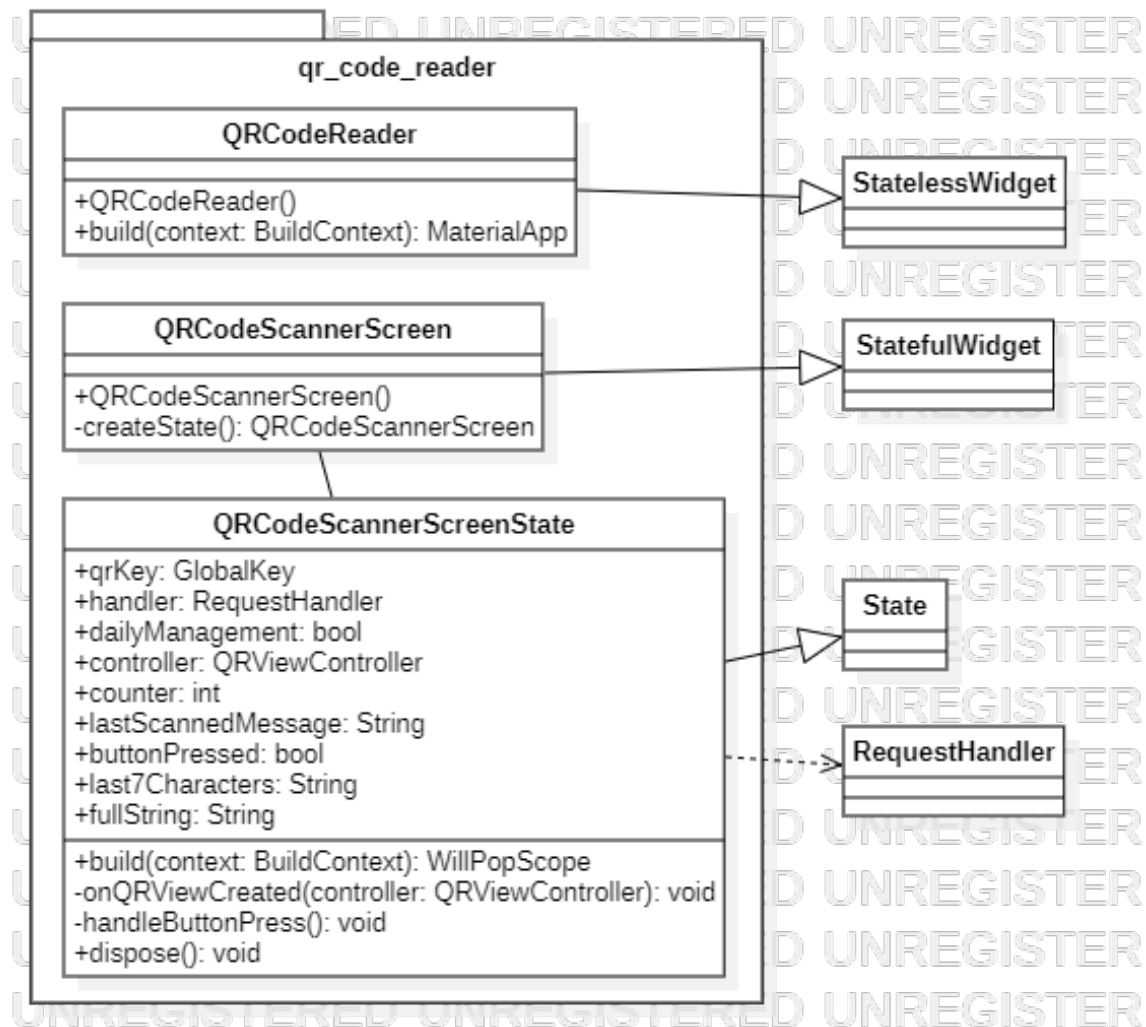 qr_code_reader
QRCodeReader
+QRCodeReader()
+build(context: BuildContext): MaterialApp
StatelessWidget
QRCodeScannerScreen
+QRCodeScannerScreen()
-createState(): QRCodeScannerScreen
StatefulWidget
QRCodeScannerScreenState
+qrKey: GlobalKey
+handler: RequestHandler
+dailyManagement: bool
+controller: QRViewController
+counter: int
+lastScannedMessage: String
+buttonPressed: bool
+last7Characters: String
+fullString: String
+build(context: BuildContext): WillPopScope
-onQRViewCreated(controller: QRViewController): void
-handleButtonPress(): void
+dispose(): void
State
RequestHandler
UNREGISTERED UNREGISTER